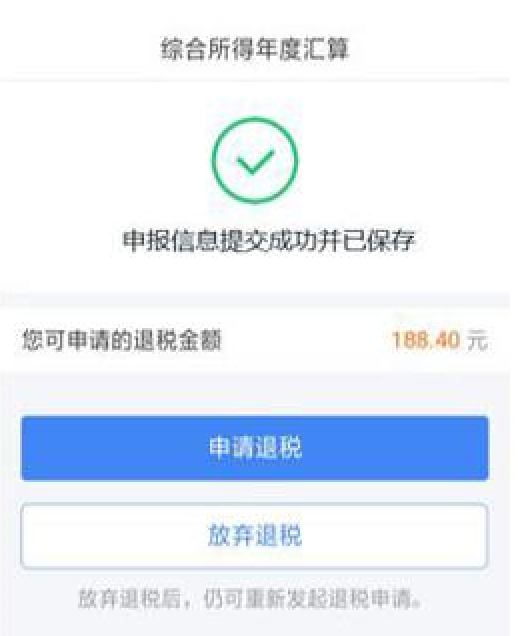 综合所得年度汇算
申报信息提交成功并已保存
您可申请的退税金额 188.40 元
申请退税
放弃退税
放弃退税后，仍可重新发起退税申请。